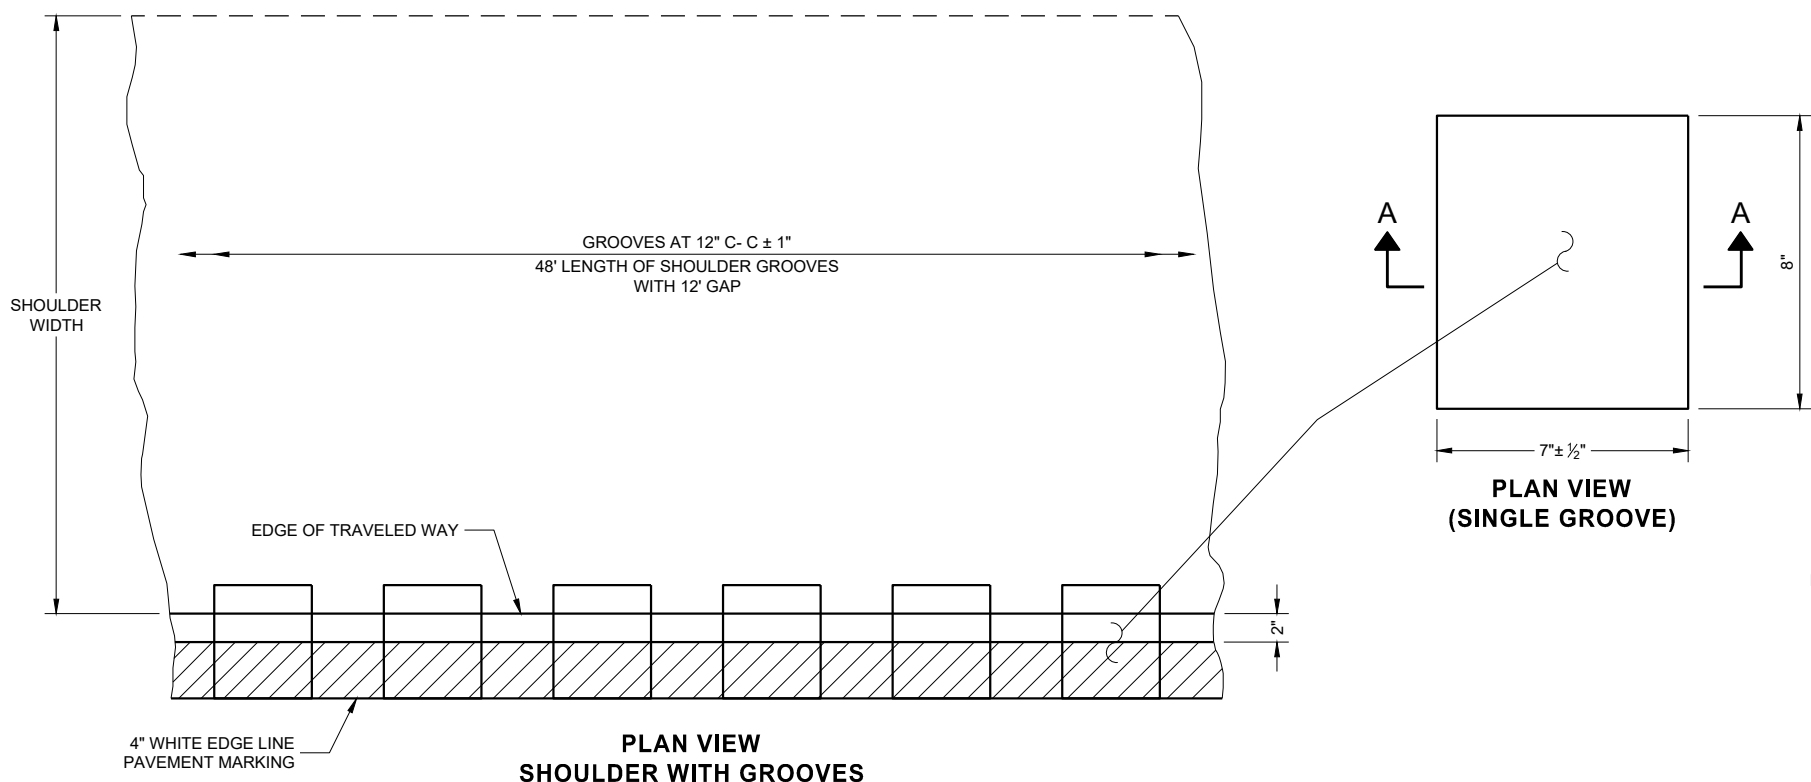 GROOVES AT 12" C- C ± 1"
48' LENGTH OF SHOULDER GROOVES
WITH 12' GAP
SHOULDER
WIDTH
EDGE OF TRAVELED WAY
2"
4" WHITE EDGE LINE
PAVEMENT MARKING
PLAN VIEW
SHOULDER WITH GROOVES
A
A
8"
7"± ½"
PLAN VIEW
(SINGLE GROOVE)